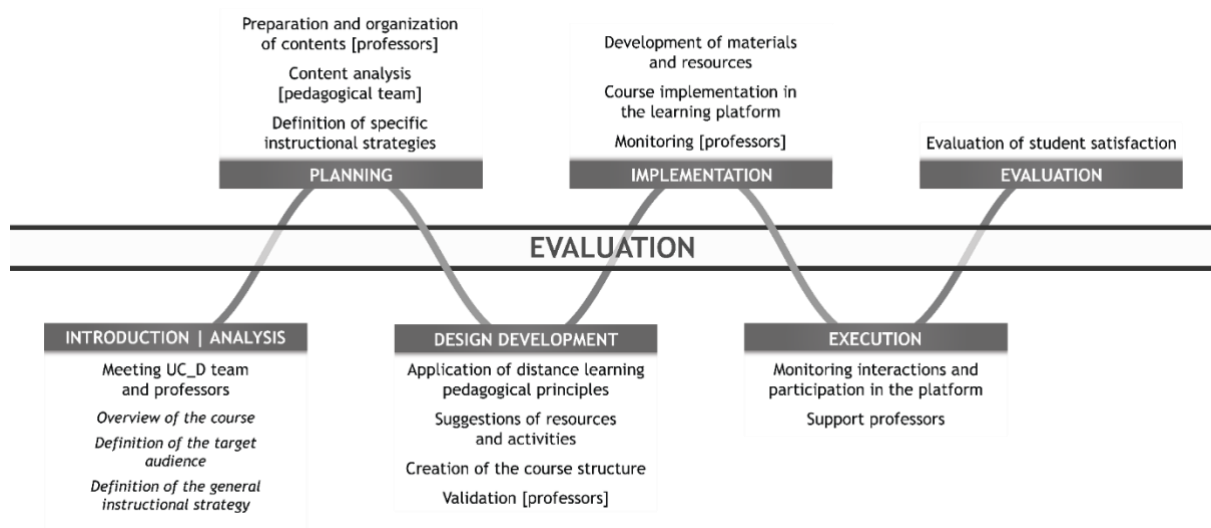 Preparation and organization
of contents [professors]
Content analysis
[pedagogical team]
Definition of specific
instructional strategies
PLANNING
Development of materials
and resources
Course implementation in
the learning platform
Monitoring [professors]
IMPLEMENTATION
Evaluation of student satisfaction
EVALUATION
EVALUATION
INTRODUCTION | ANALYSIS
Meeting UC_D team
and professors
Overview of the course
Definition of the target
audience
Definition of the general
instructional strategy
DESIGN DEVELOPMENT
Application of distance learning
pedagogical principles
Suggestions of resources
and activities
Creation of the course structure
Validation [professors]
EXECUTION
Monitoring interactions and
participation in the platform
Support professors